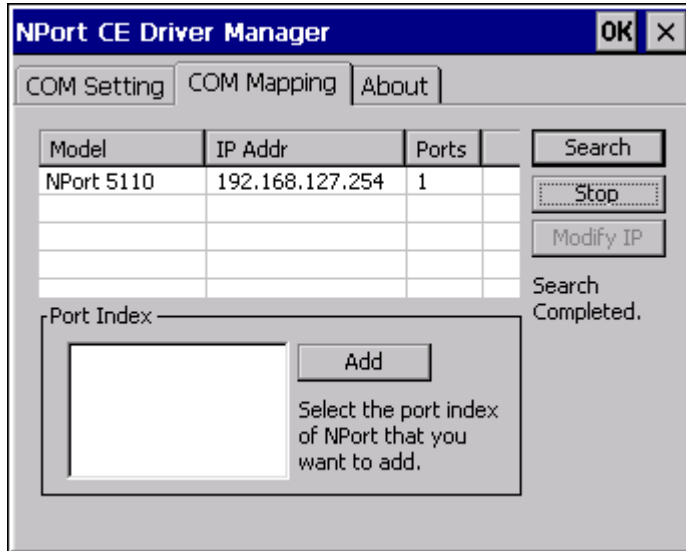 NPort CE Driver Manager OK ×
COM Setting COM Mapping About
Model IP Addr Ports
NPort 5110 192.168.127.254 1
Search
Stop
Modify IP
Search
Completed.
Port Index
Add
Select the port index
of NPort that you
want to add.